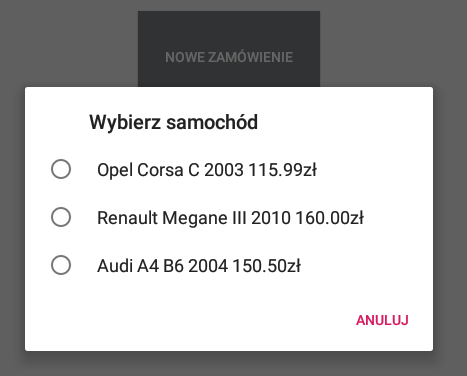 NOWE ZAMÓWIENIE
Wybierz samochód
Opel Corsa C 2003 115.99zł
Renault Megane III 2010 160.00zł
Audi A4 B6 2004 150.50zł
ANULUJ